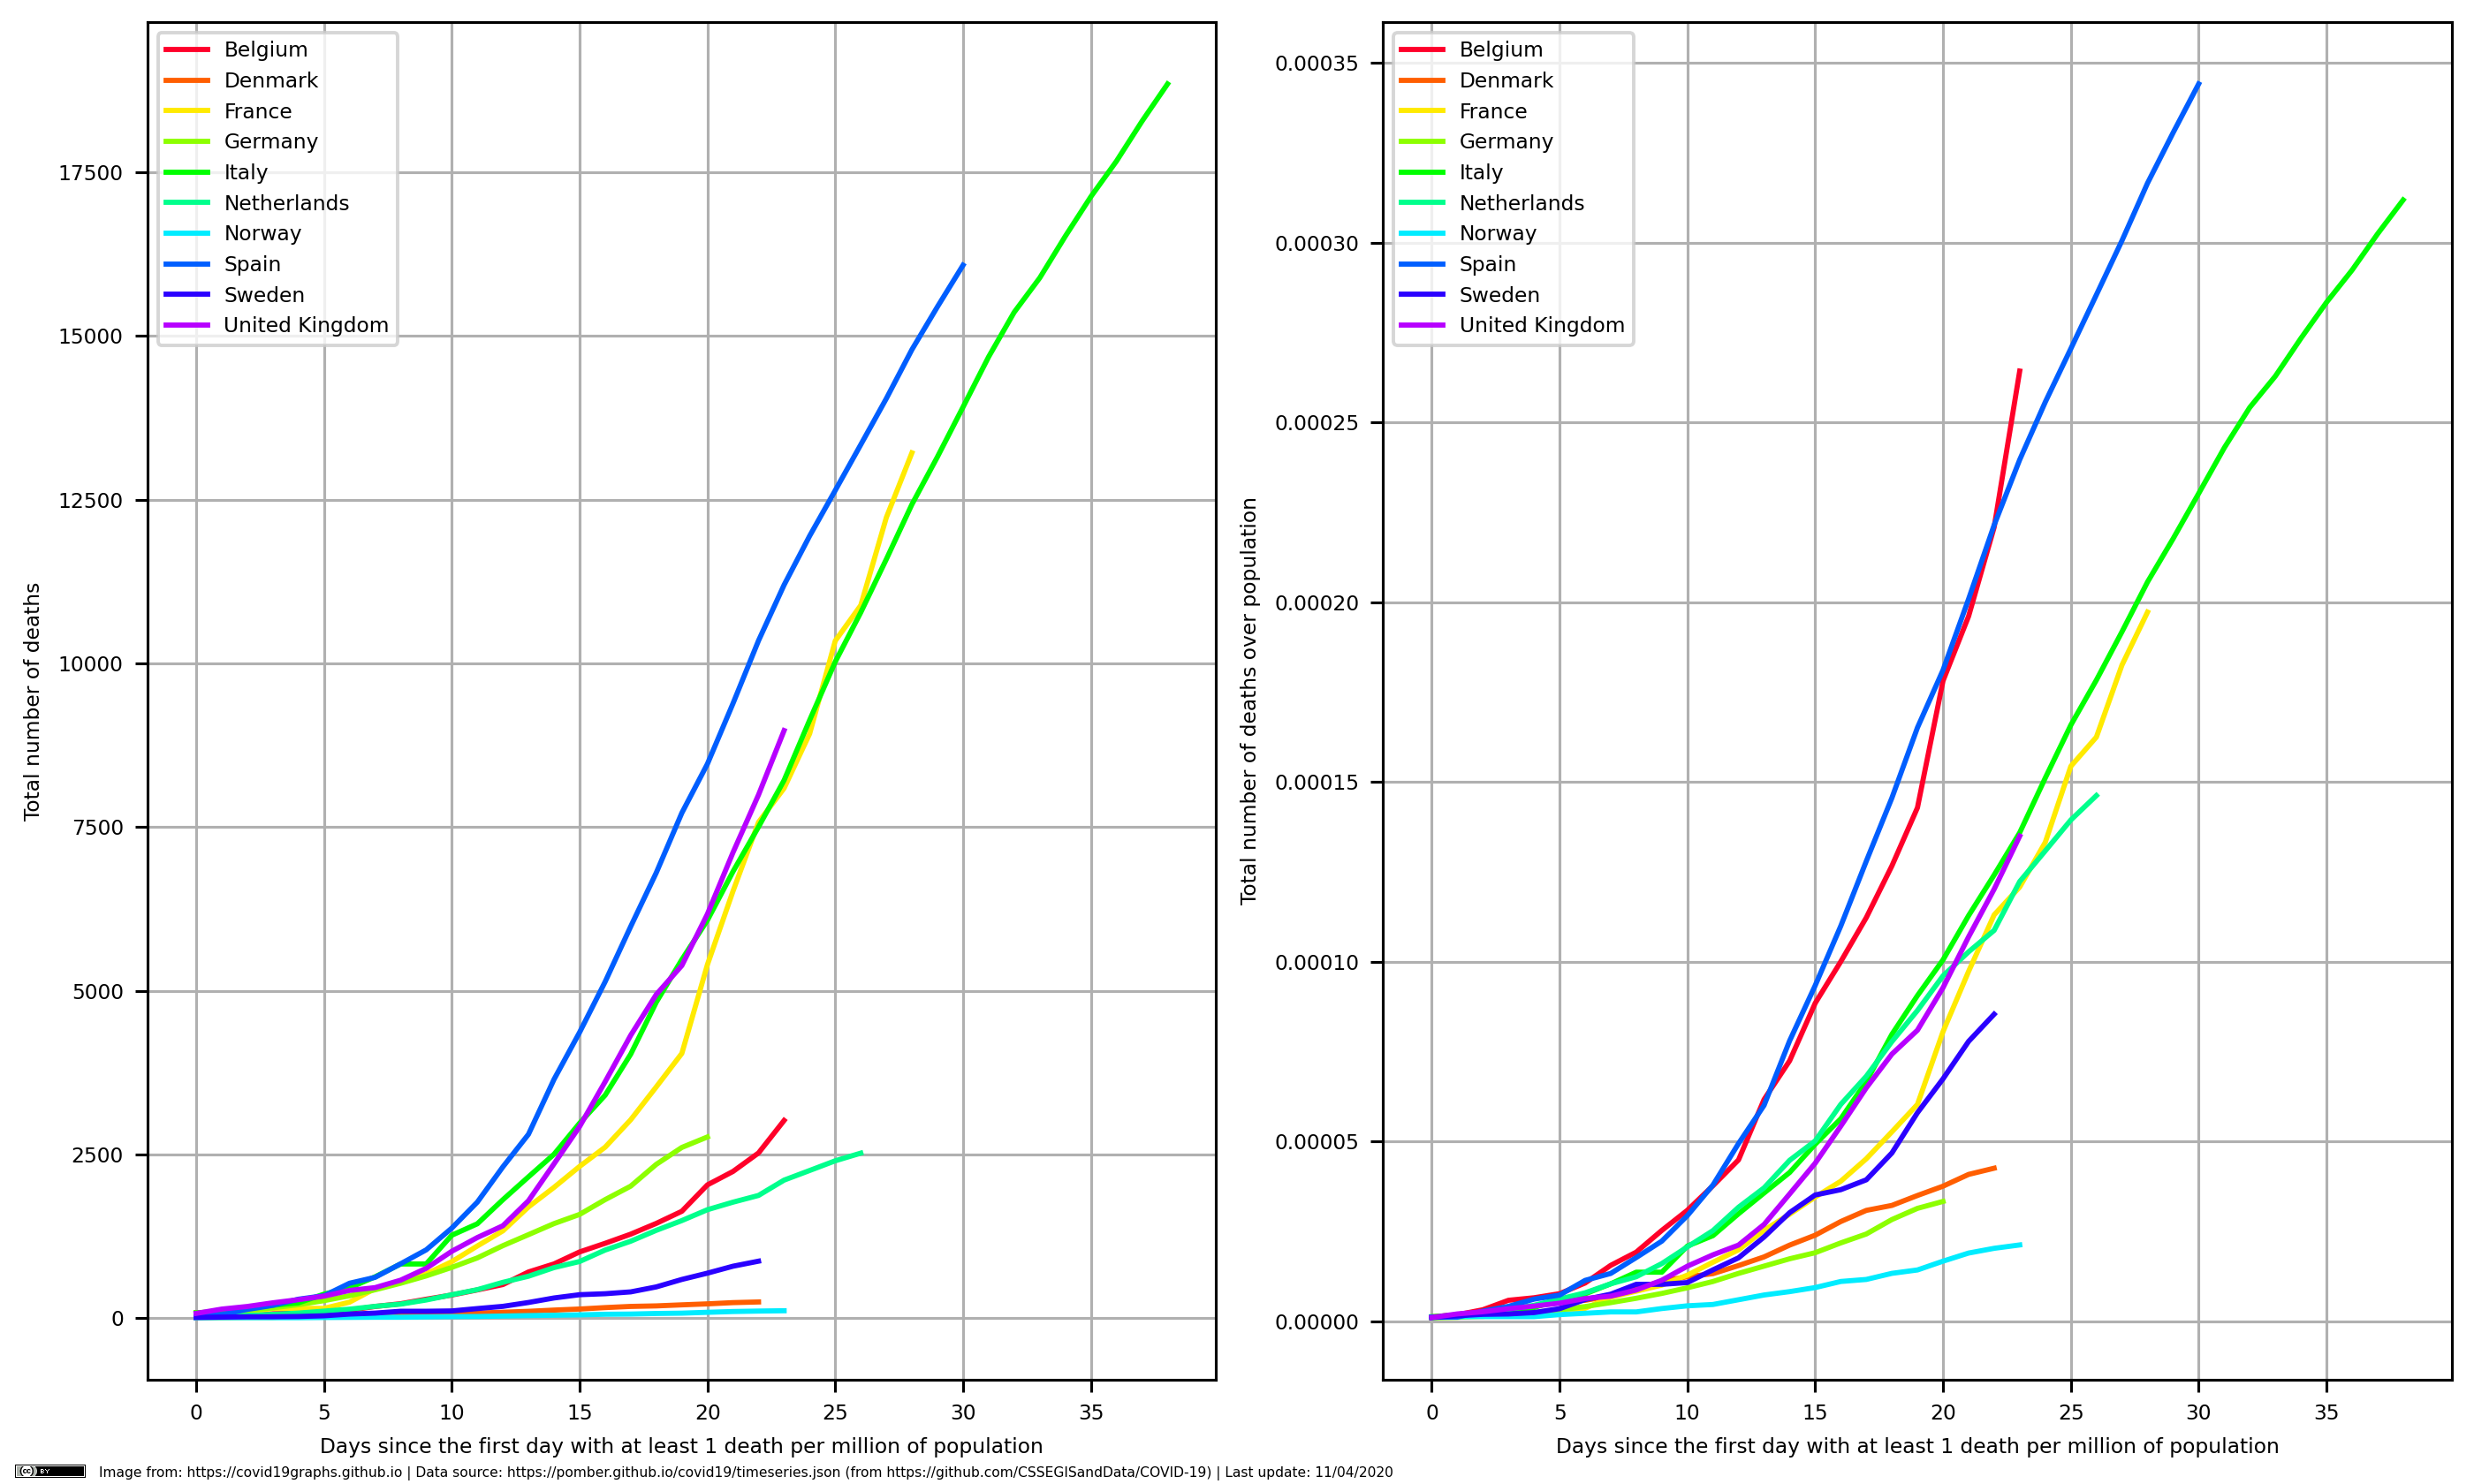 Belgium
Denmark
France
Germany
Italy
Netherlands
Norway
Spain
Sweden
United Kingdom
17500
15000
12500
10000
7500
5000
2500
0
Total number of deaths
0 5 10 15 20 25 30 35
Days since the first day with at least 1 death per million of population
Belgium
Denmark
France
Germany
Italy
Netherlands
Norway
Spain
Sweden
United Kingdom
0.00035
0.00030
0.00025
0.00020
0.00015
0.00010
0.00005
0.00000
Total number of deaths over population
0 5 10 15 20 25 30 35
Days since the first day with at least 1 death per million of population
cc BY
Image from: https://covid19graphs.github.io | Data source: https://pomber.github.io/covid19/timeseries.json (from https://github.com/CSSEGISandData/COVID-19) | Last update: 11/04/2020